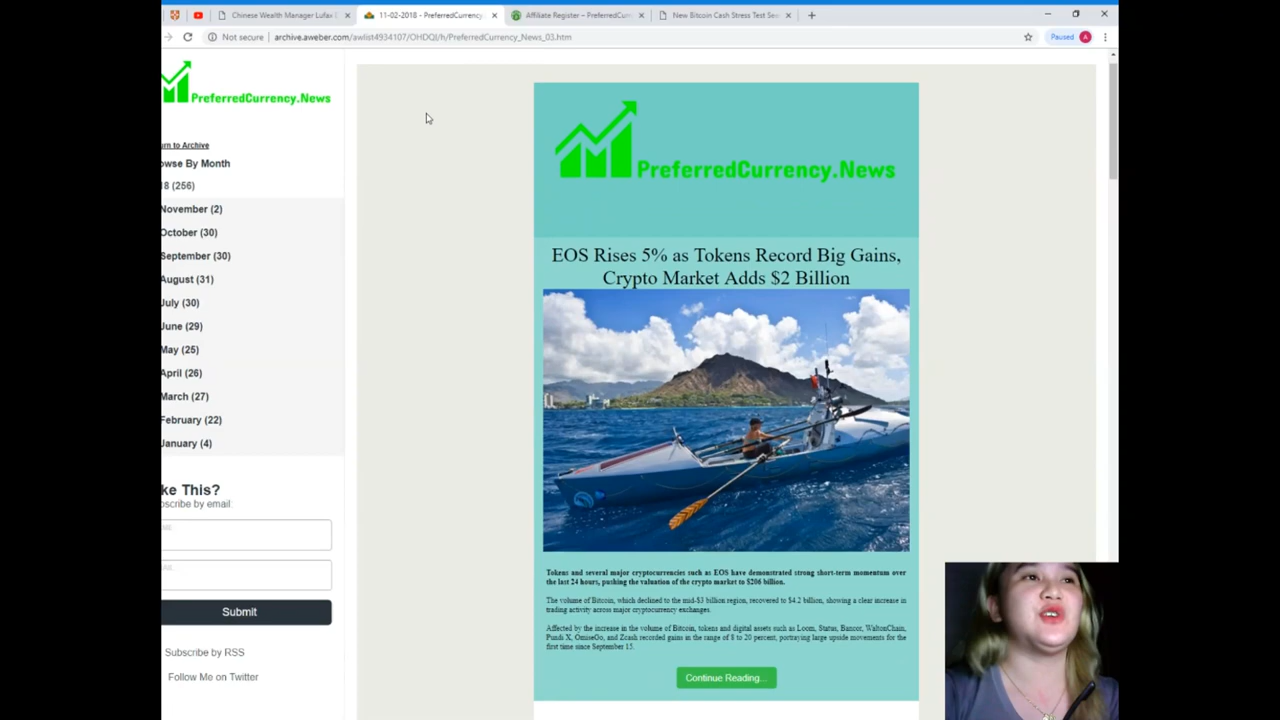 Chinese Wealth Manager Lufax
11-02-2018 - PreferredCurrency.
Affiliate Register – PreferredCurr
New Bitcoin Cash Stress Test Se
Not secure
archive.aweber.com/awlist4934107/OHDQJ/h/PreferredCurrency_News_03.htm
Paused
A
PreferredCurrency.News
urn to Archive
owse By Month
18 (256)
November (2)
October (30)
September (30)
August (31)
July (30)
June (29)
May (25)
April (26)
March (27)
February (22)
January (4)
ke This?
bscribe by email:
Submit
Subscribe by RSS
Follow Me on Twitter
PreferredCurrency.News
EOS Rises 5% as Tokens Record Big Gains,
Crypto Market Adds $2 Billion
Tokens and several major cryptocurrencies such as EOS have demonstrated strong short-term momentum over
the last 24 hours, pushing the valuation of the crypto market to $206 billion.
The volume of Bitcoin, which declined to the mid-$3 billion region, recovered to $4.2 billion, showing a clear increase in
trading activity across major cryptocurrency exchanges.
Affected by the increase in the volume of Bitcoin, tokens and digital assets such as Loom, Status, Bancor, WaltonChain,
Pundi X, OmiseGo, and Zcash recorded gains in the range of 8 to 20 percent, portraying large upside movements for the
first time since September 15.
Continue Reading...